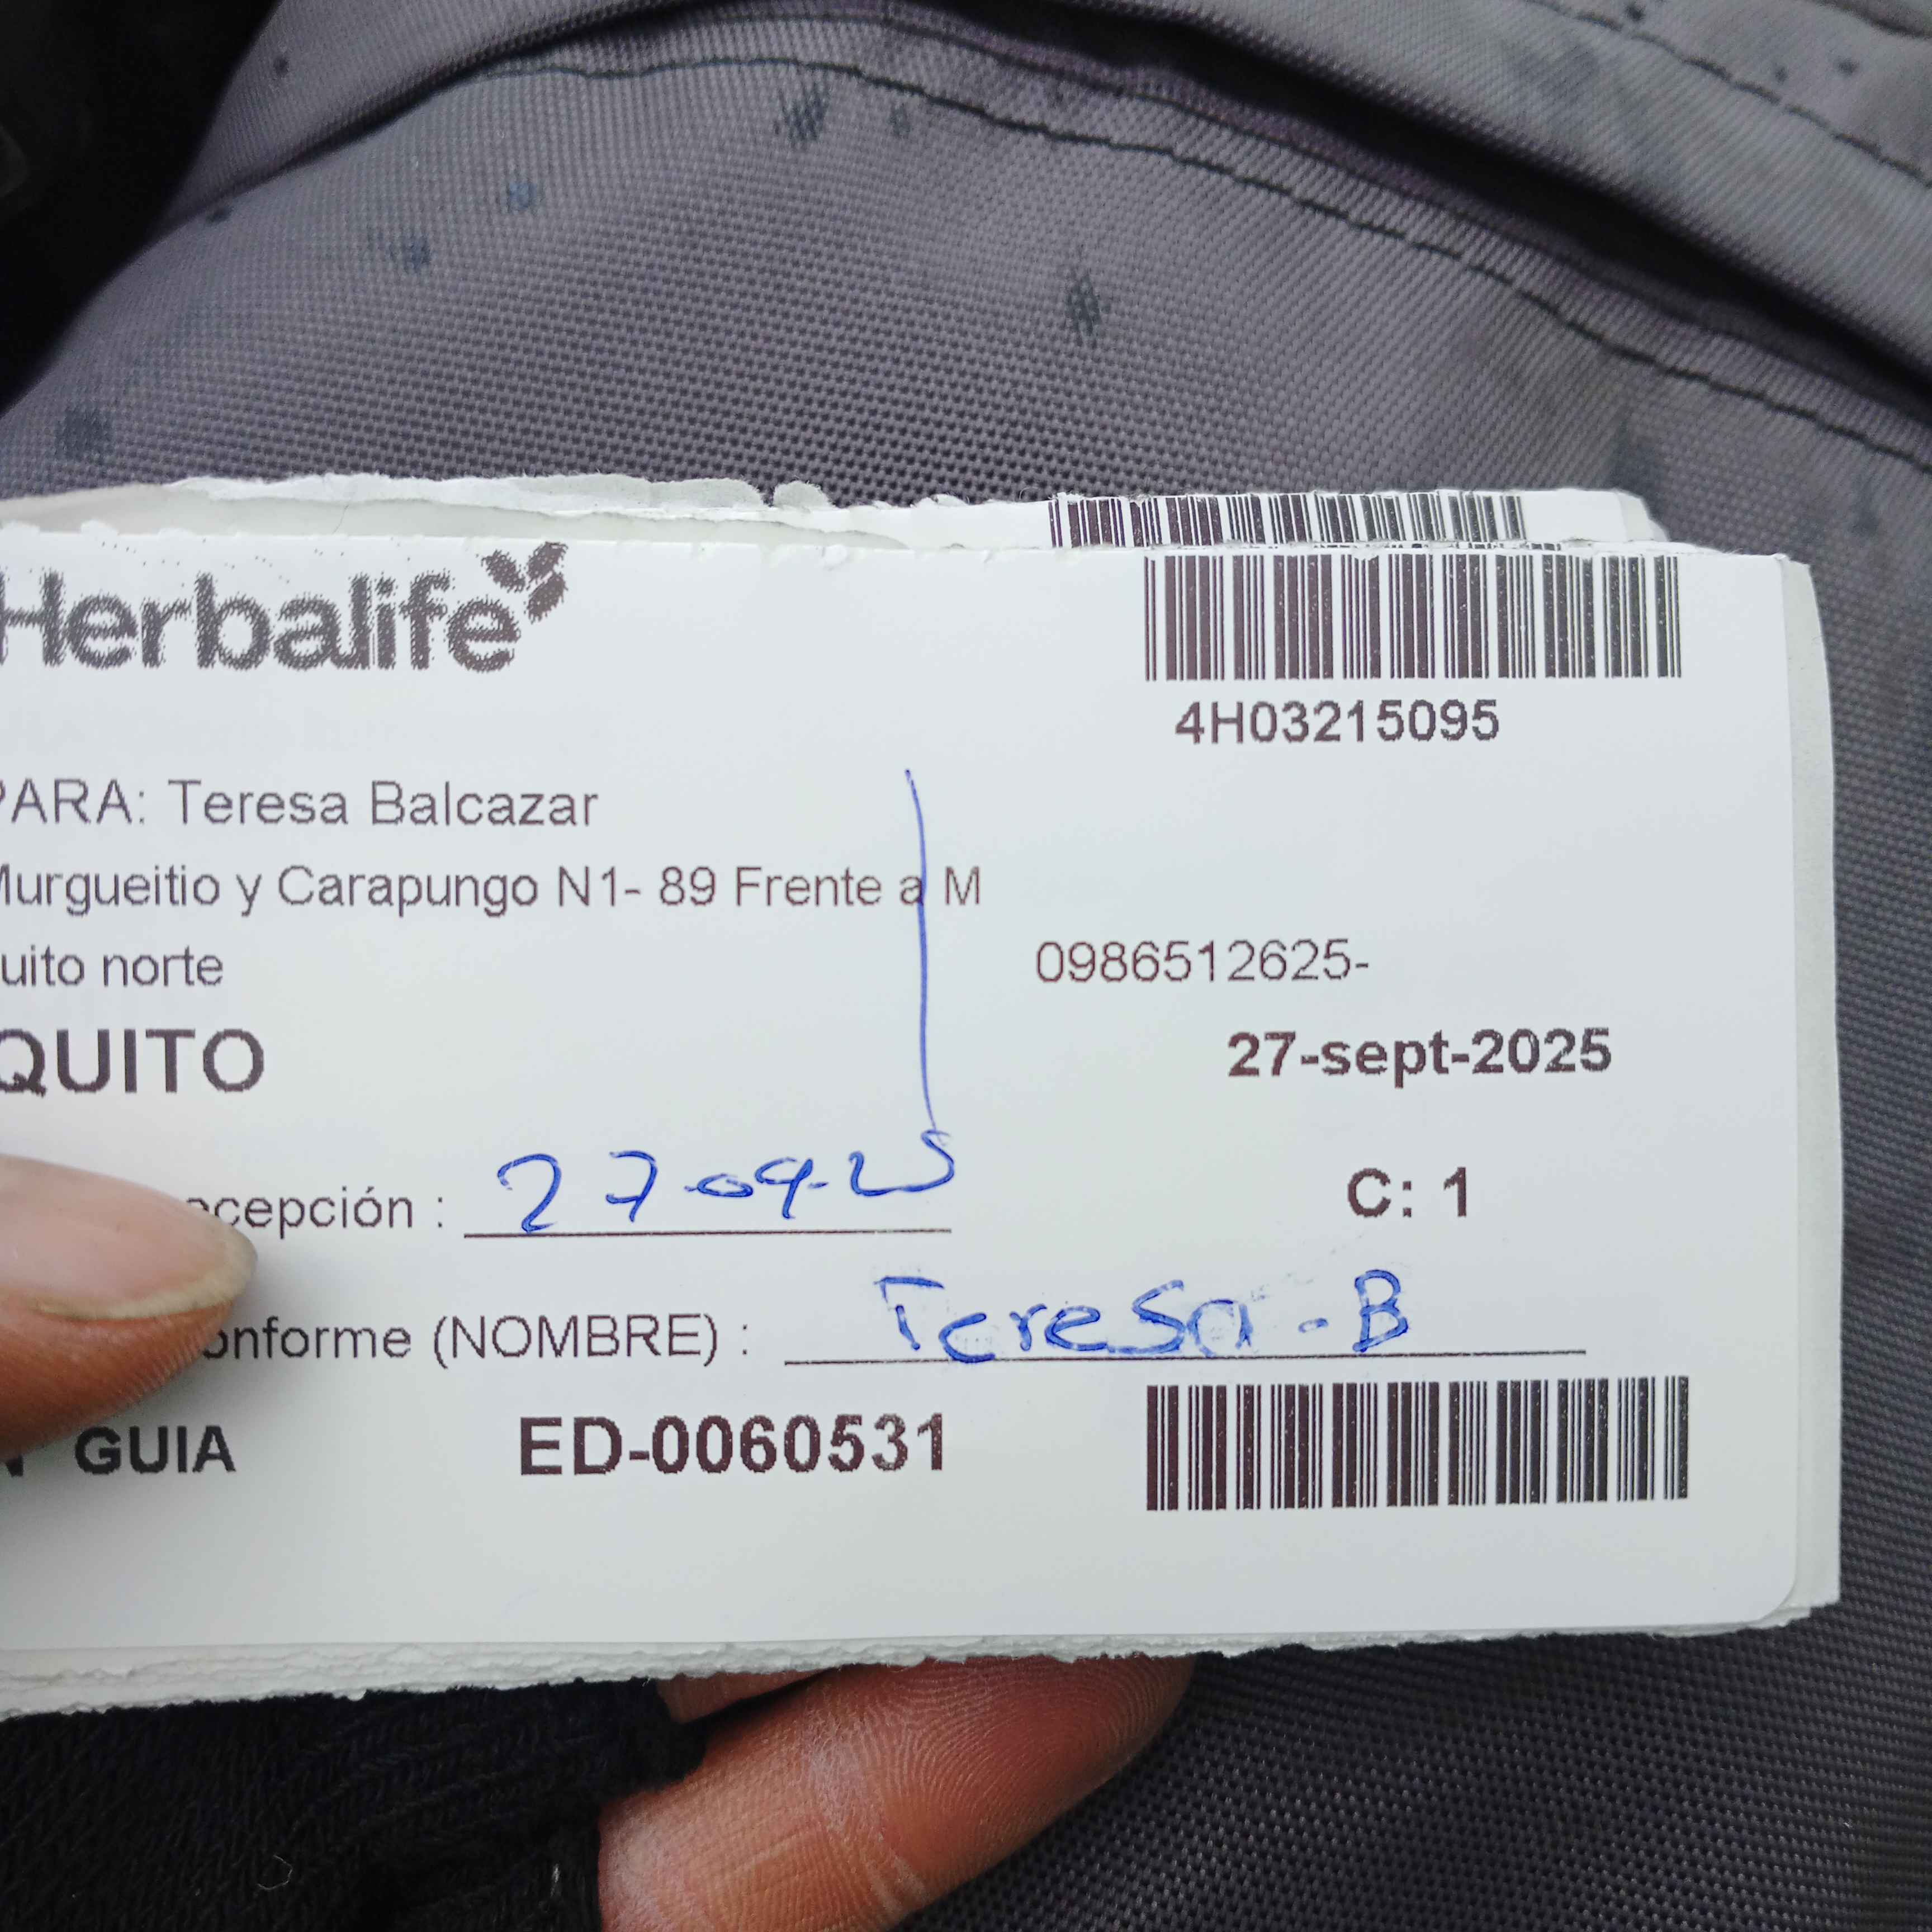 Herbalife
4H03215095
PARA: Teresa Balcazar
Murgueitio y Carapungo N1- 89 Frente a M
uito norte
0986512625-
QUITO
27-sept-2025
ecepción : 27-09-25
C: 1
onforme (NOMBRE) : Teresa.B
GUIA ED-0060531